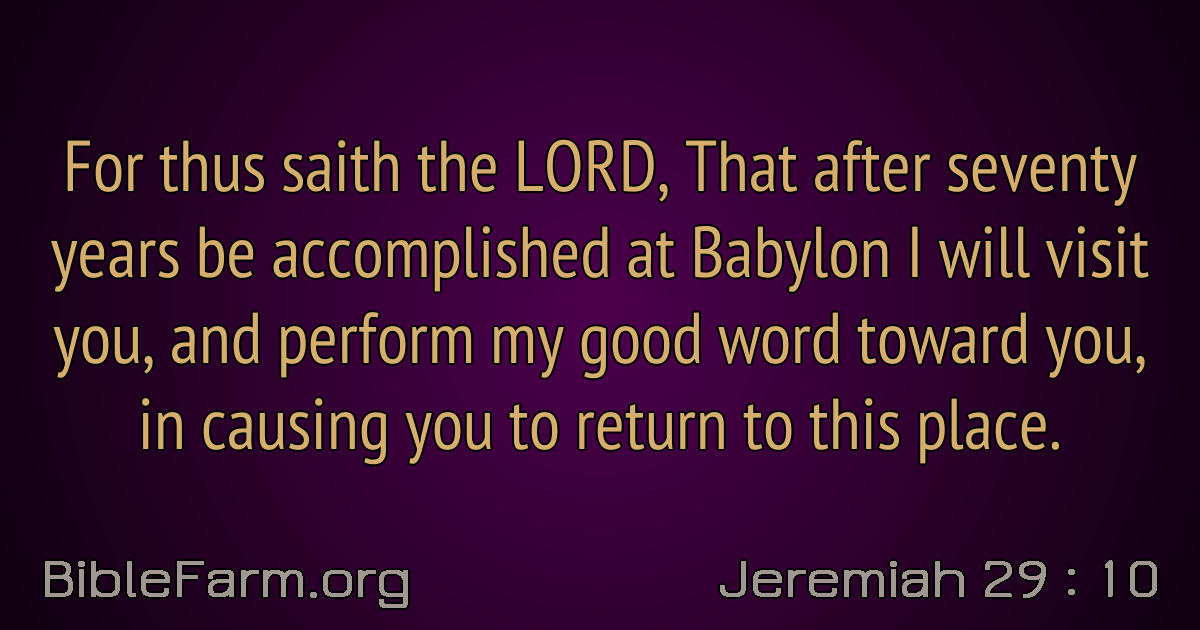 For thus saith the LORD, That after seventy
years be accomplished at Babylon I will visit
you, and perform my good word toward you,
in causing you to return to this place.
BibleFarm.org
Jeremiah 29 : 10